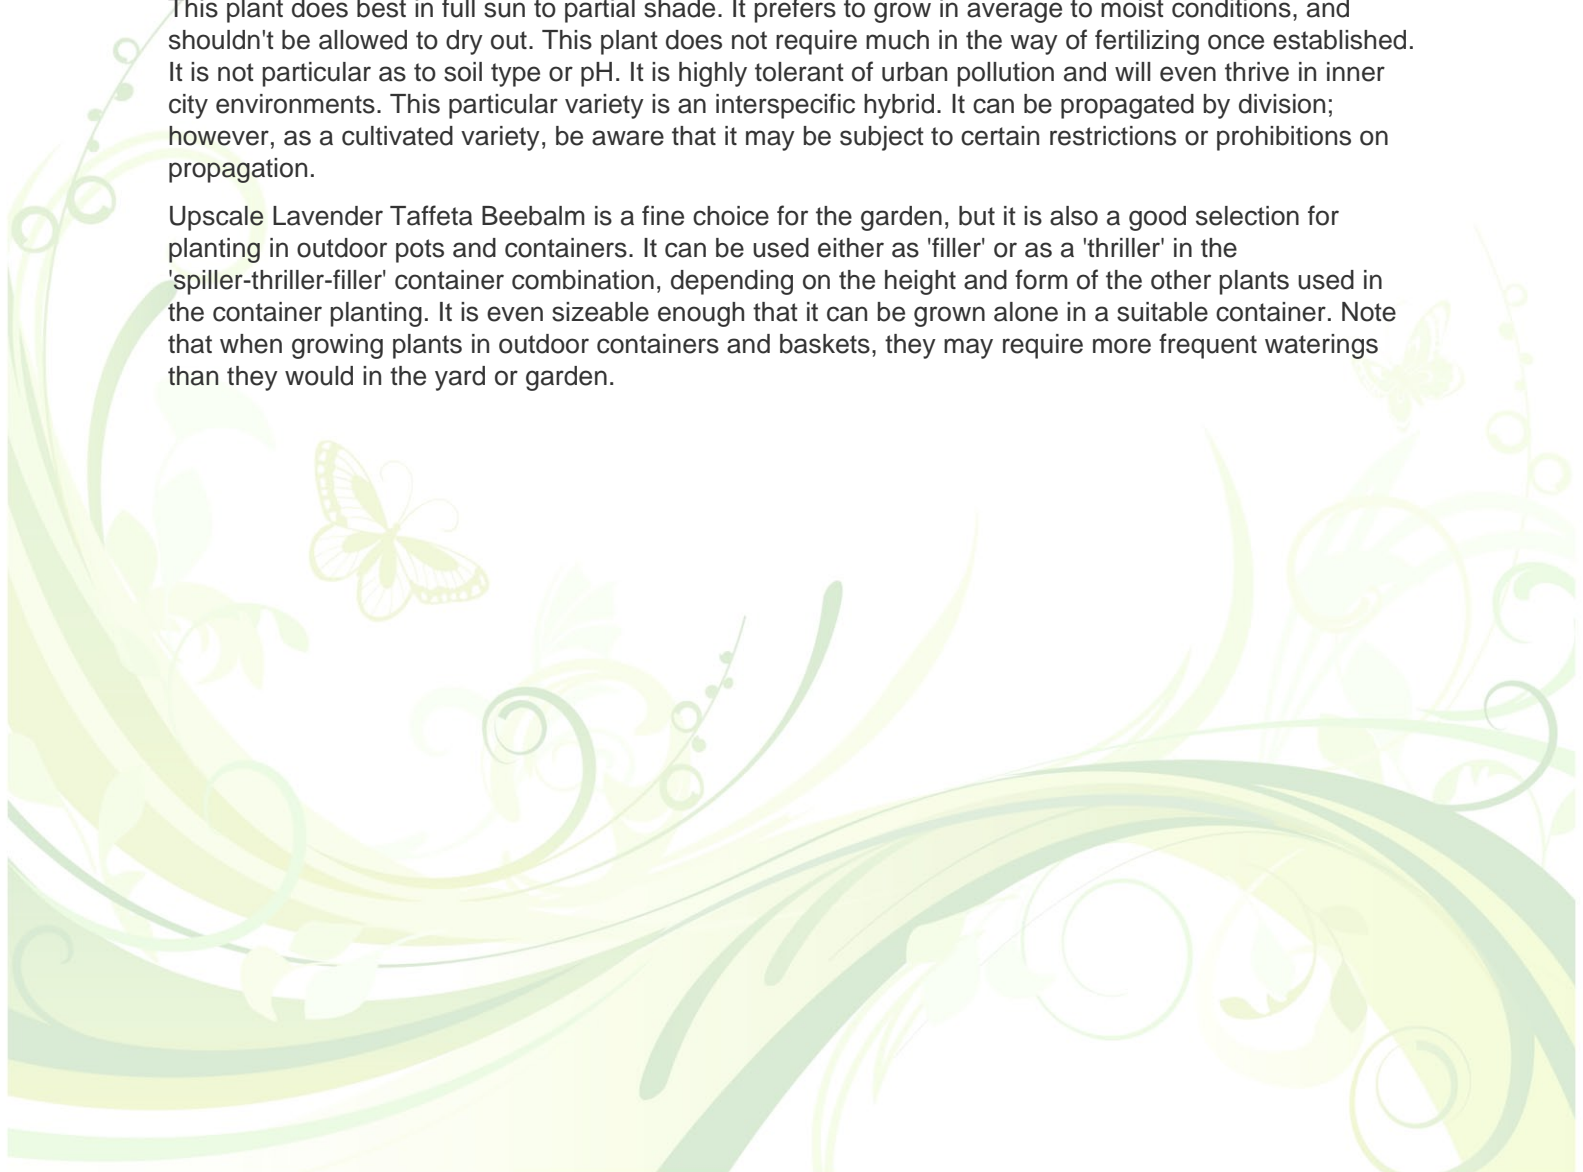 This plant does best in full sun to partial shade. It prefers to grow in average to moist conditions, and
shouldn't be allowed to dry out. This plant does not require much in the way of fertilizing once established.
It is not particular as to soil type or pH. It is highly tolerant of urban pollution and will even thrive in inner
city environments. This particular variety is an interspecific hybrid. It can be propagated by division;
however, as a cultivated variety, be aware that it may be subject to certain restrictions or prohibitions on
propagation.
Upscale Lavender Taffeta Beebalm is a fine choice for the garden, but it is also a good selection for
planting in outdoor pots and containers. It can be used either as 'filler' or as a 'thriller' in the
'spiller-thriller-filler' container combination, depending on the height and form of the other plants used in
the container planting. It is even sizeable enough that it can be grown alone in a suitable container. Note
that when growing plants in outdoor containers and baskets, they may require more frequent waterings
than they would in the yard or garden.